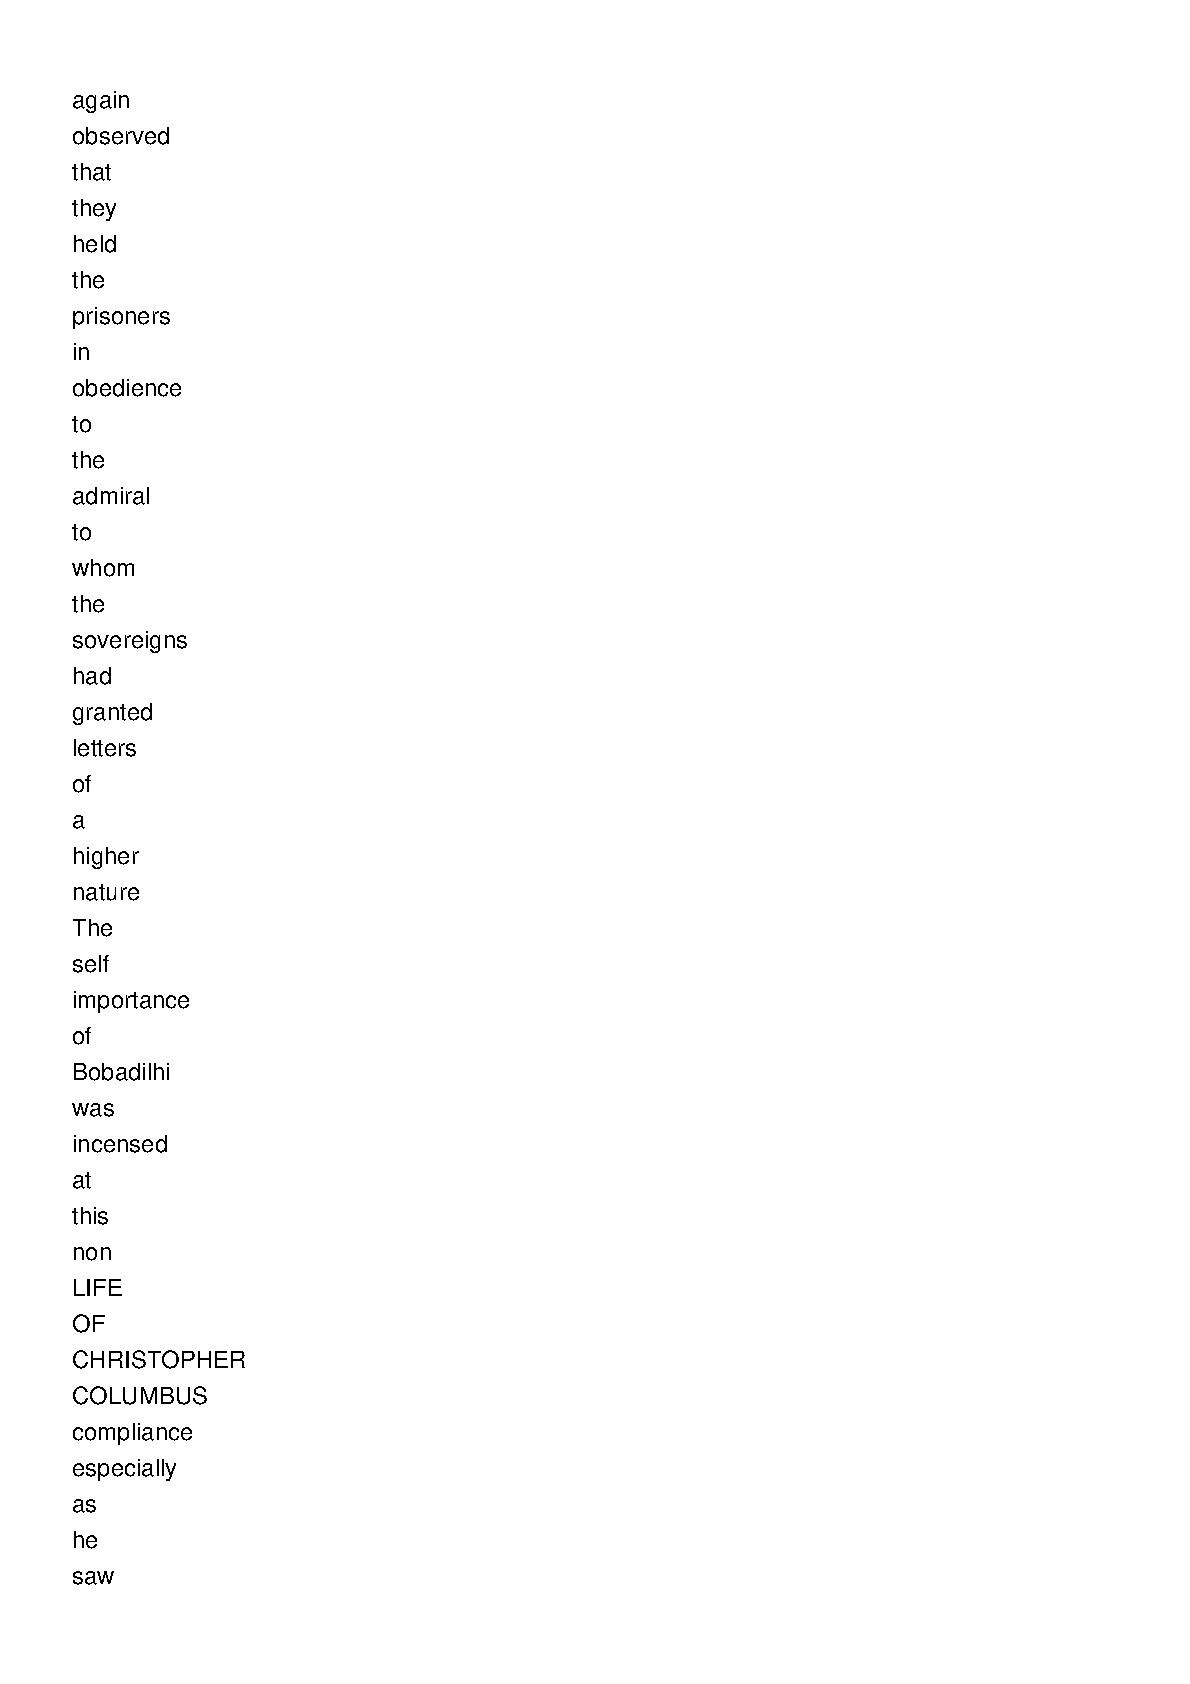 again
observed
that
they
held
the
prisoners
in
obedience
to
the
admiral
to
whom
the
sovereigns
had
granted
letters
of
a
higher
nature
The
self
importance
of
Bobadilhi
was
incensed
at
this
non
LIFE
OF
CHRISTOPHER
COLUMBUS
compliance
especially
as
he
saw